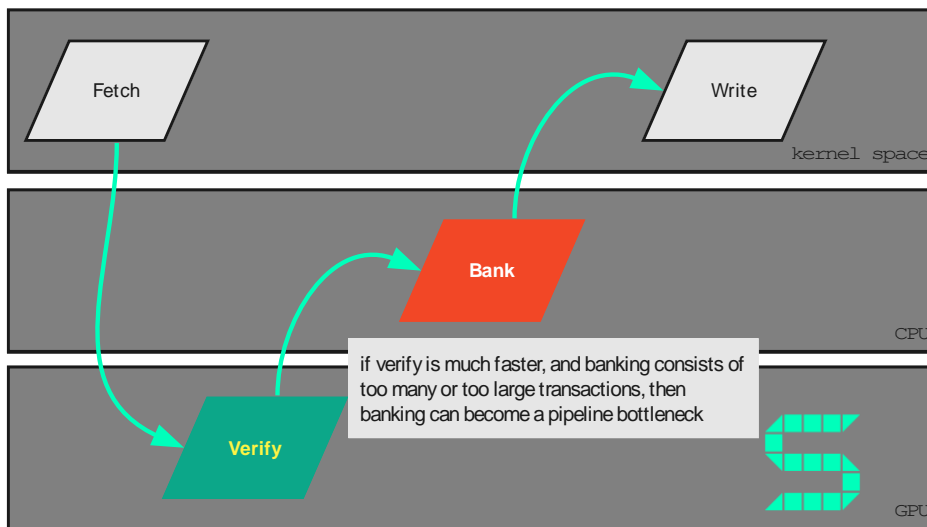 Fetch
Write
kernel space
Bank
CPU
if verify is much faster, and banking consists of
too many or too large transactions, then
banking can become a pipeline bottleneck
Verify
S
GPU